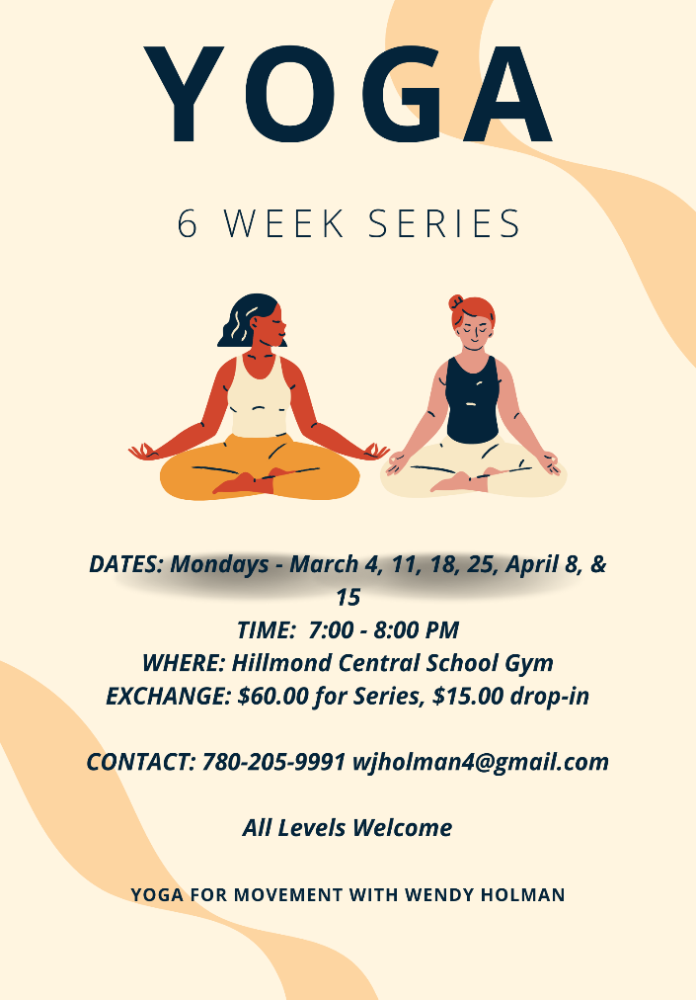 YOGA
6 WEEK SERIES
DATES: Mondays - March 4, 11, 18, 25, April 8, &
15
TIME:  7:00 - 8:00 PM
WHERE: Hillmond Central School Gym
EXCHANGE: $60.00 for Series, $15.00 drop-in
CONTACT: 780-205-9991 wjholman4@gmail.com
All Levels Welcome
YOGA FOR MOVEMENT WITH WENDY HOLMAN